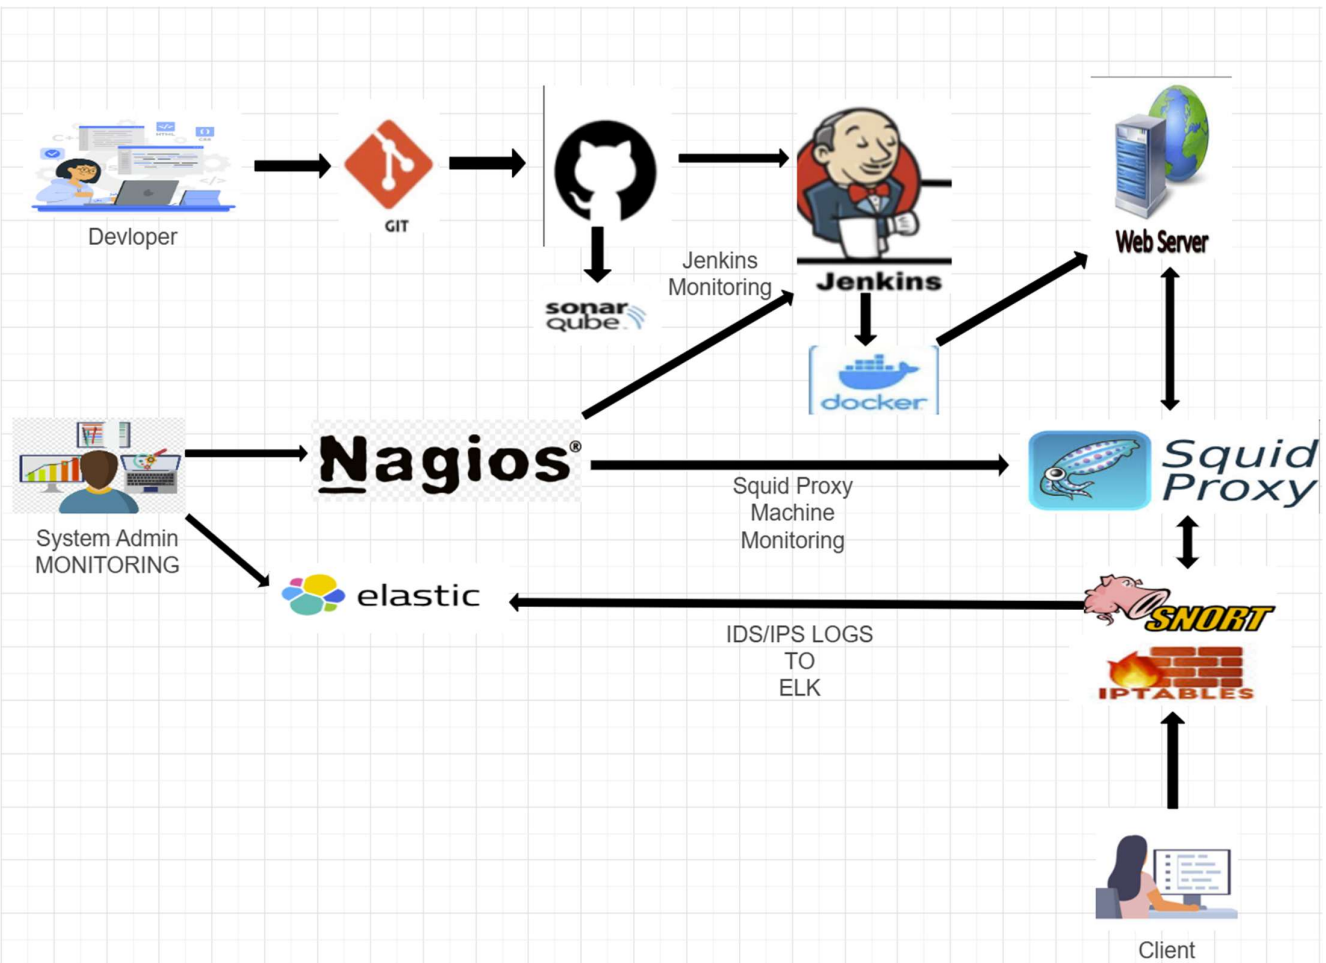 Devloper
GIT
sonar
qube
Jenkins
Monitoring
Jenkins
docker
Web Server
System Admin
MONITORING
Nagios®
Squid Proxy
Machine
Monitoring
Squid
Proxy
elastic
IDS/IPS LOGS
TO
ELK
SNORT
IPTABLES
Client